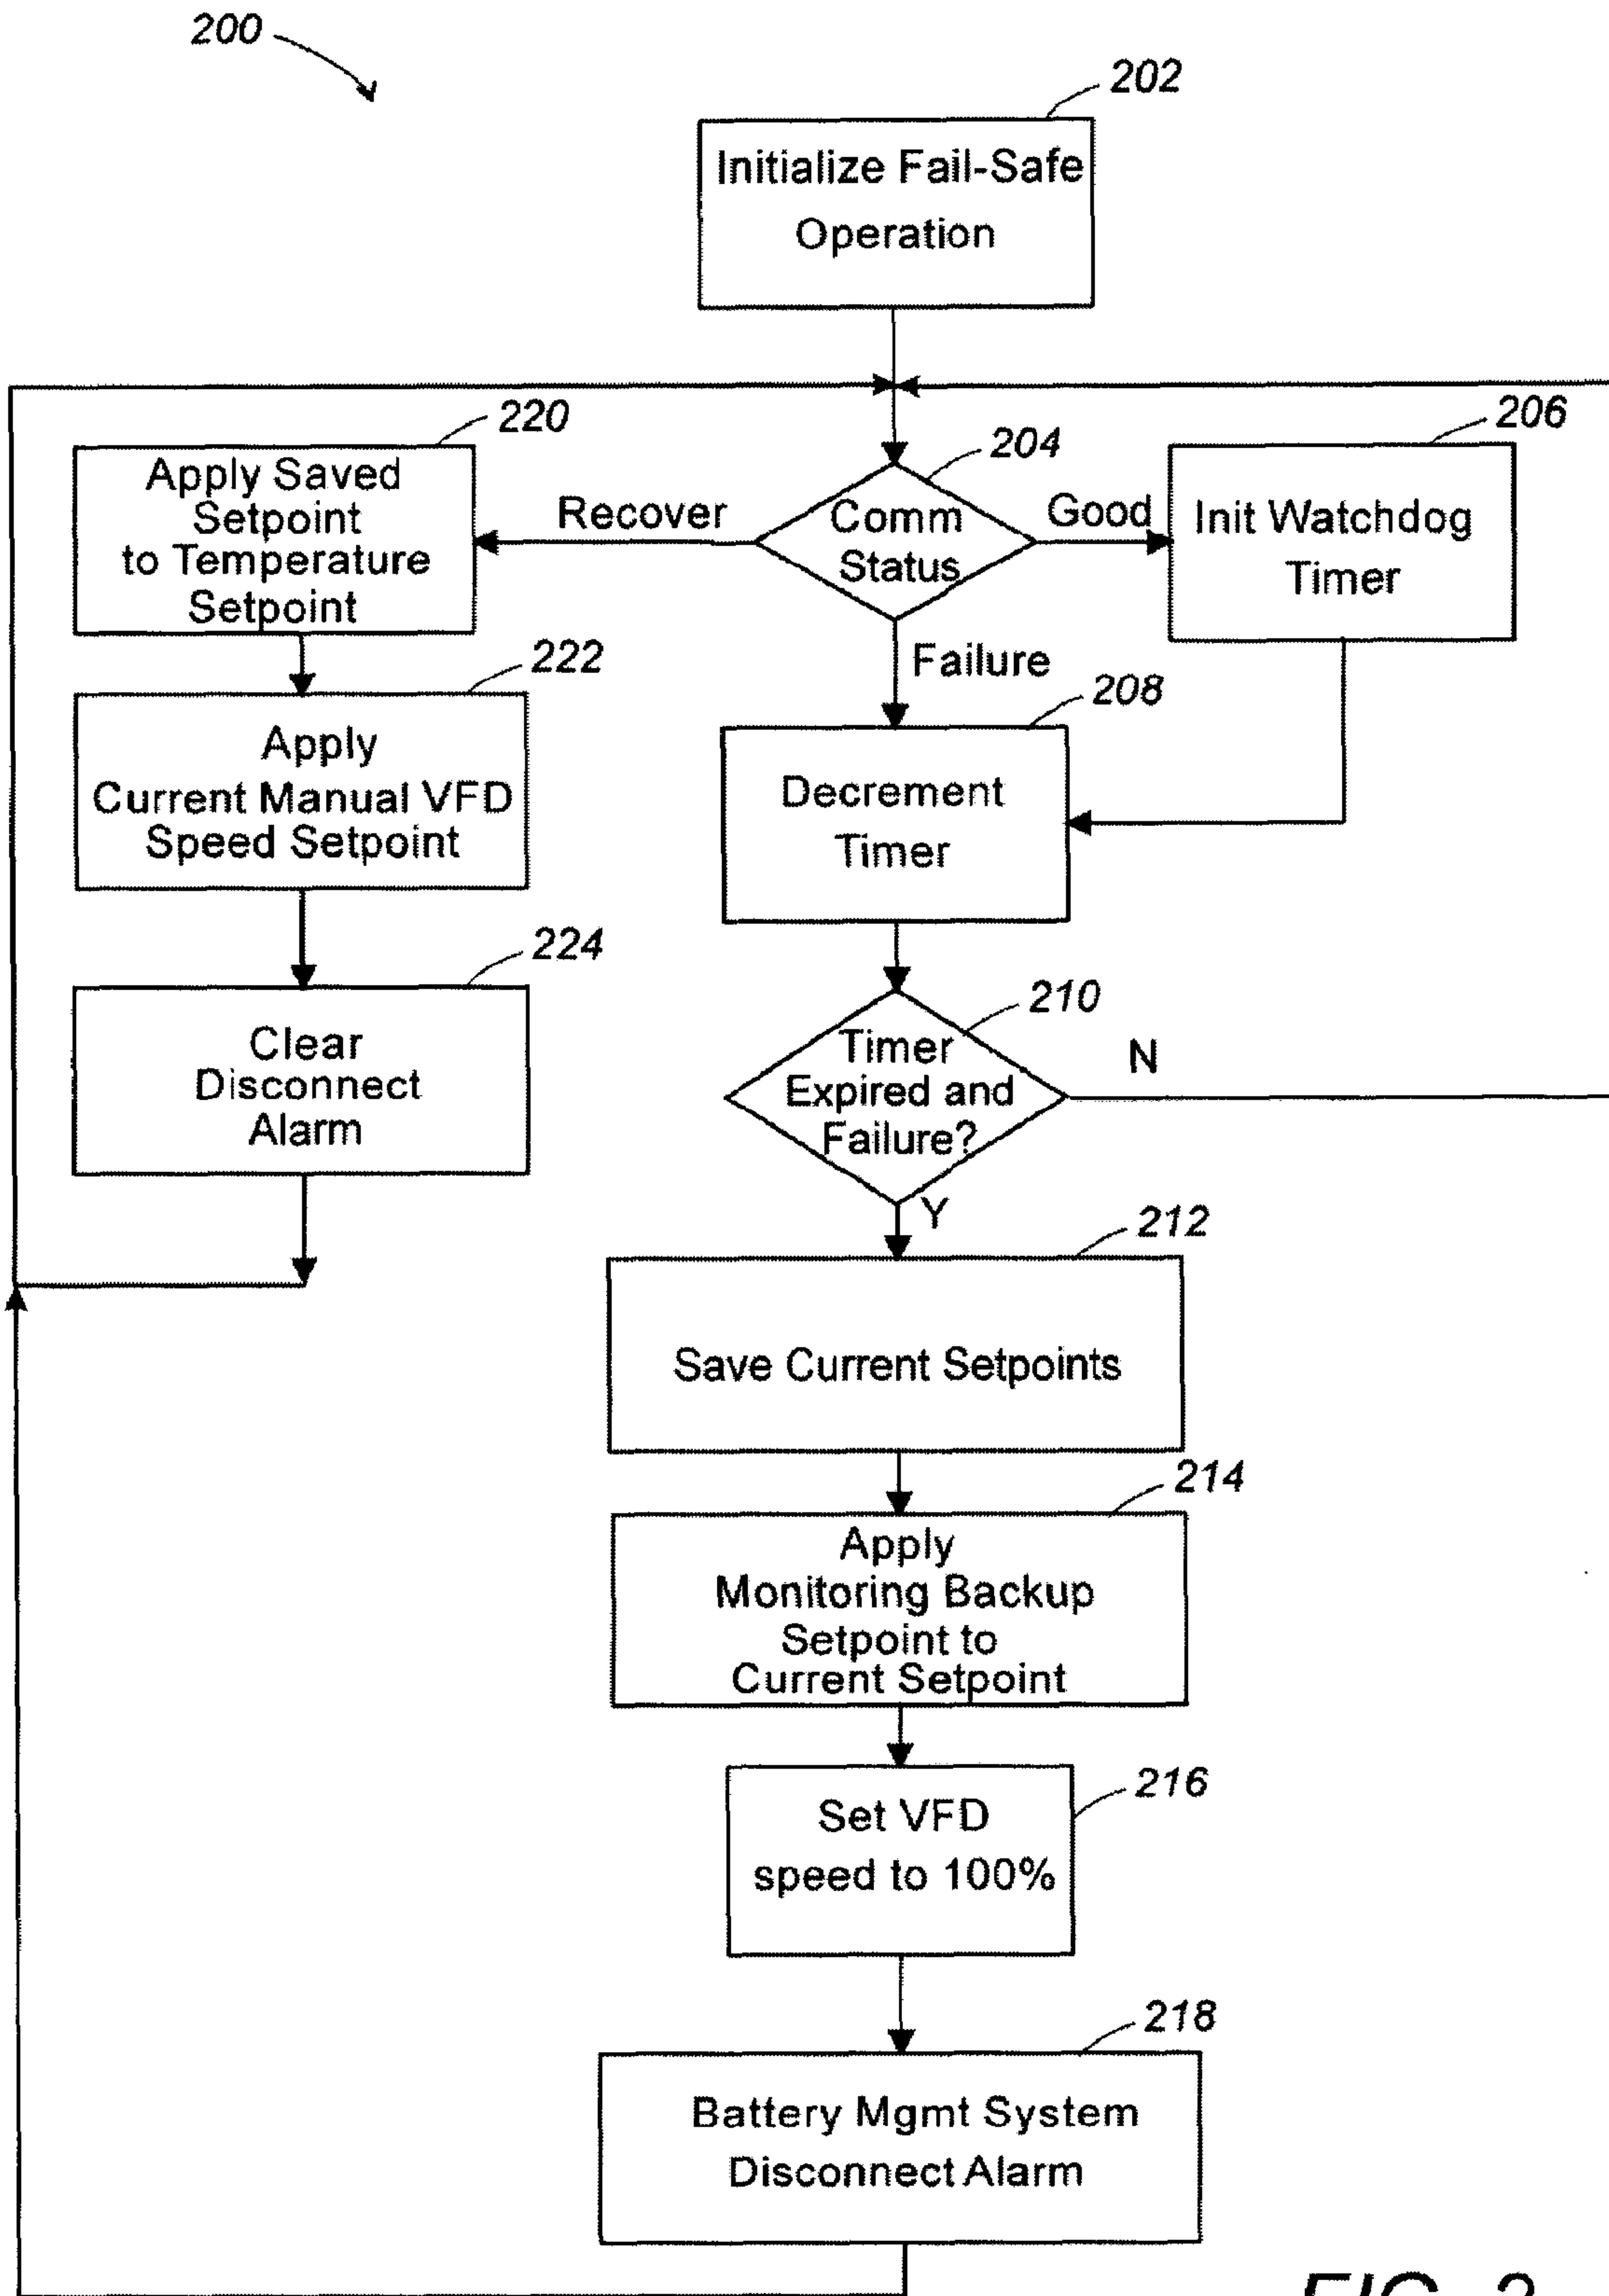 200
202
Initialize Fail-Safe
Operation
220
Apply Saved
Setpoint
to Temperature
Setpoint
Recover
204
Comm
Status
Good
206
Init Watchdog
Timer
Failure
222
Apply
Current Manual VFD
Speed Setpoint
208
Decrement
Timer
224
Clear
Disconnect
Alarm
210
Timer
Expired and
Failure?
N
Y
212
Save Current Setpoints
214
Apply
Monitoring Backup
Setpoint to
Current Setpoint
216
Set VFD
speed to 100%
218
Battery Mgmt System
Disconnect Alarm